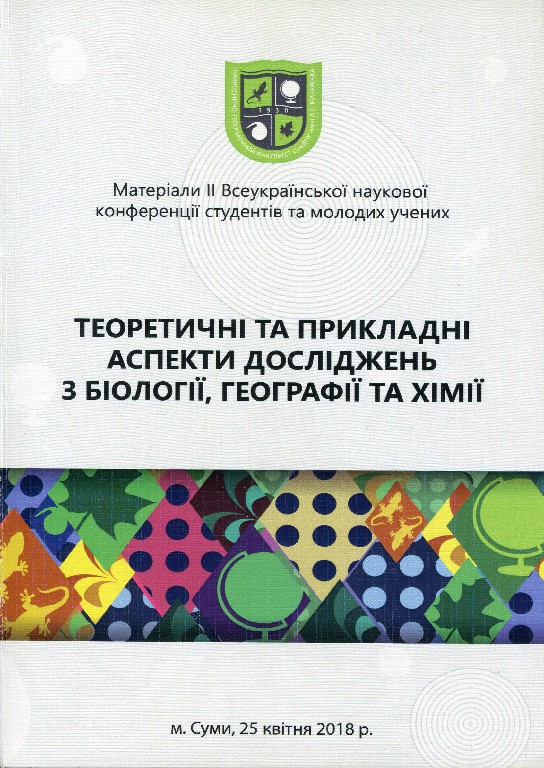 1930
Матеріали ІІ Всеукраїнської наукової
конференції студентів та молодих учених
ТЕОРЕТИЧНІ ТА ПРИКЛАДНІ
АСПЕКТИ ДОСЛІДЖЕНЬ
З БІОЛОГІЇ, ГЕОГРАФІЇ ТА ХІМІЇ
м. Суми, 25 квітня 2018 р.